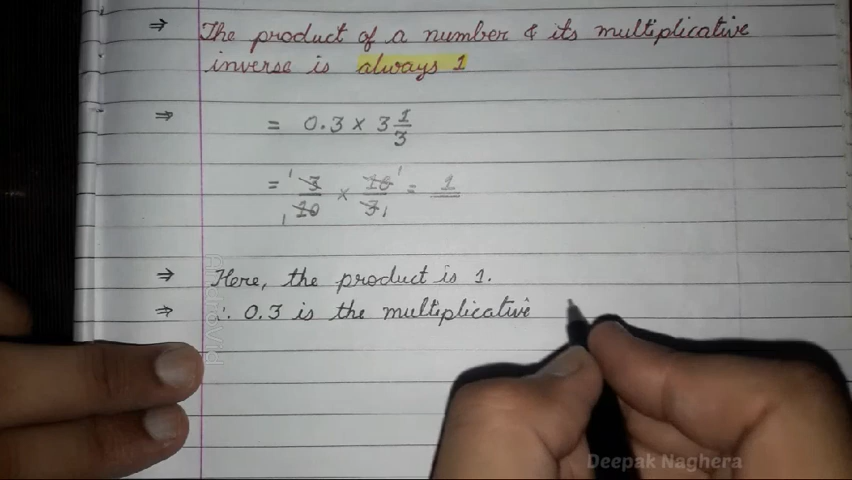 ⇒ The product of a number & its multiplicative
inverse is always 1
⇒ = 0.3 × 3 1/3
= 3/10 × 10/3 = 1
⇒ Here, the product is 1.
⇒ ∴ 0.3 is the multiplicative
AndroVid
Deepak Naghera